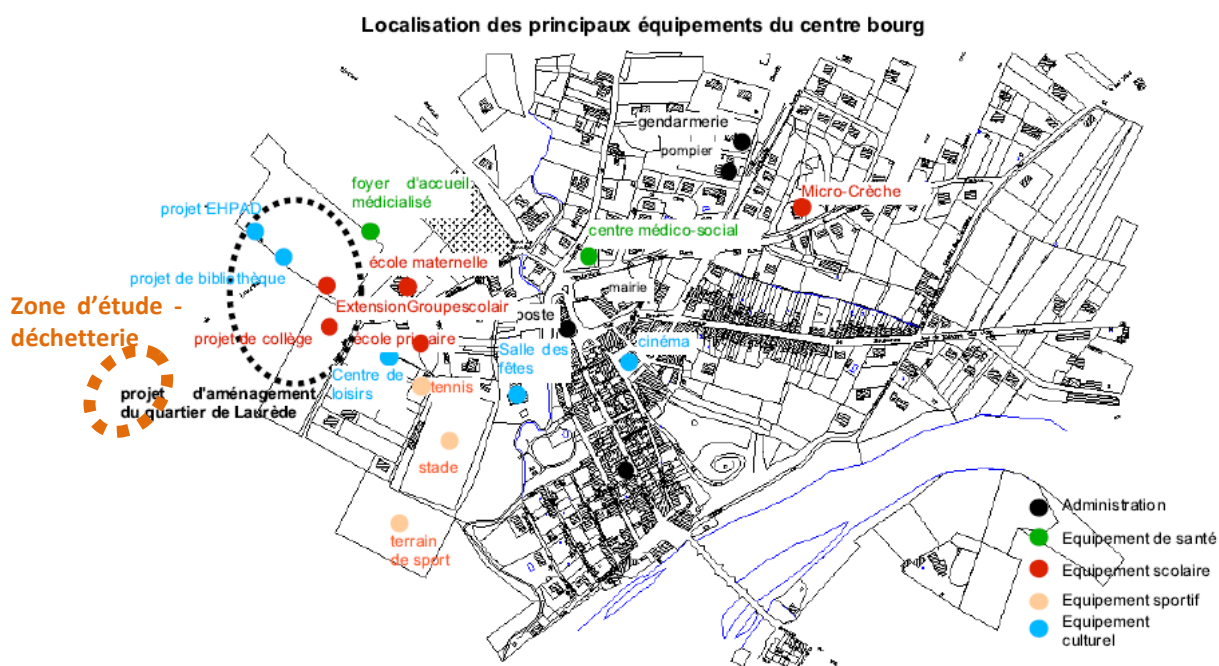 Localisation des principaux équipements du centre bourg
gendarmerie
pompier
Micro-Crèche
foyer d'accueil
médicialisé
projet EHPAD
centre médico-social
école maternelle
projet de bibliothèque
mairie
Zone d'étude -
déchetterie
ExtensionGroupescolair
poste
projet de collège
école primaire
cinéma
Salle des
fêtes
Centre de
loisirs
tennis
projet d'aménagement
du quartier de Laurède
stade
terrain
de sport
Administration
Equipement de santé
Equipement scolaire
Equipement sportif
Equipement
culturel